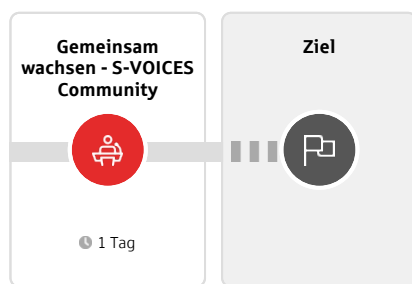 Gemeinsam
wachsen - S-VOICES
Community
1 Tag
Ziel